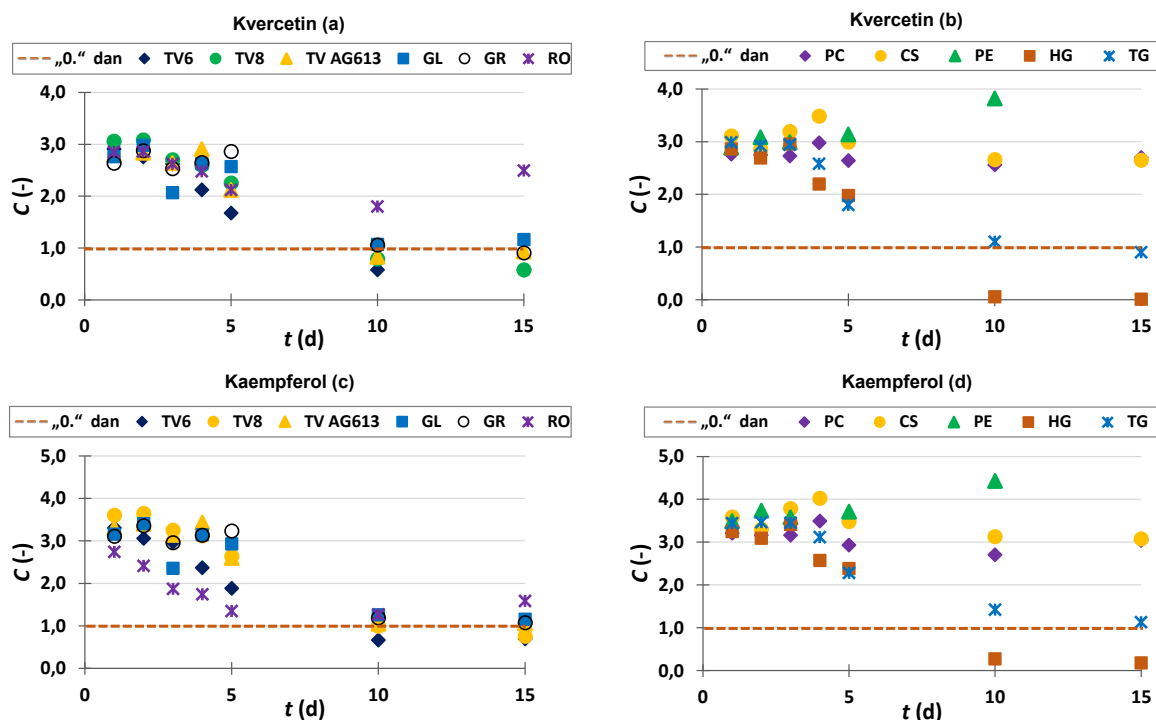 Kvercetin (a)
„0.“ dan TV6 TV8 TV AG613 GL GR RO
4,0
3,0
2,0
1,0
0,0
0 5 10 15
C (-)
t (d)
Kvercetin (b)
„0.“ dan PC CS PE HG TG
4,0
3,0
2,0
1,0
0,0
0 5 10 15
C (-)
t (d)
Kaempferol (c)
„0.“ dan TV6 TV8 TV AG613 GL GR RO
5,0
4,0
3,0
2,0
1,0
0,0
0 5 10 15
C (-)
t (d)
Kaempferol (d)
„0.“ dan PC CS PE HG TG
5,0
4,0
3,0
2,0
1,0
0,0
0 5 10 15
C (-)
t (d)